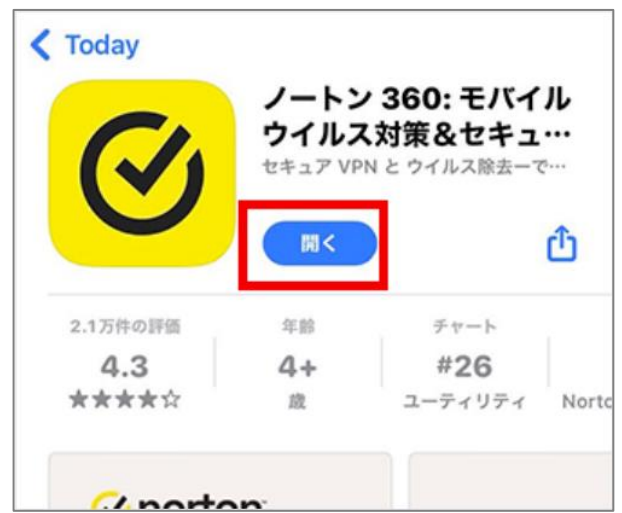 Today
ノートン 360: モバイル
ウイルス対策&セキュ…
セキュア VPN と ウイルス除去ーで…
開く
2.1万件の評価
年齢
チャート
4.3
4+
#26
★★★★☆
歳
ユーティリティ
Norto
norton